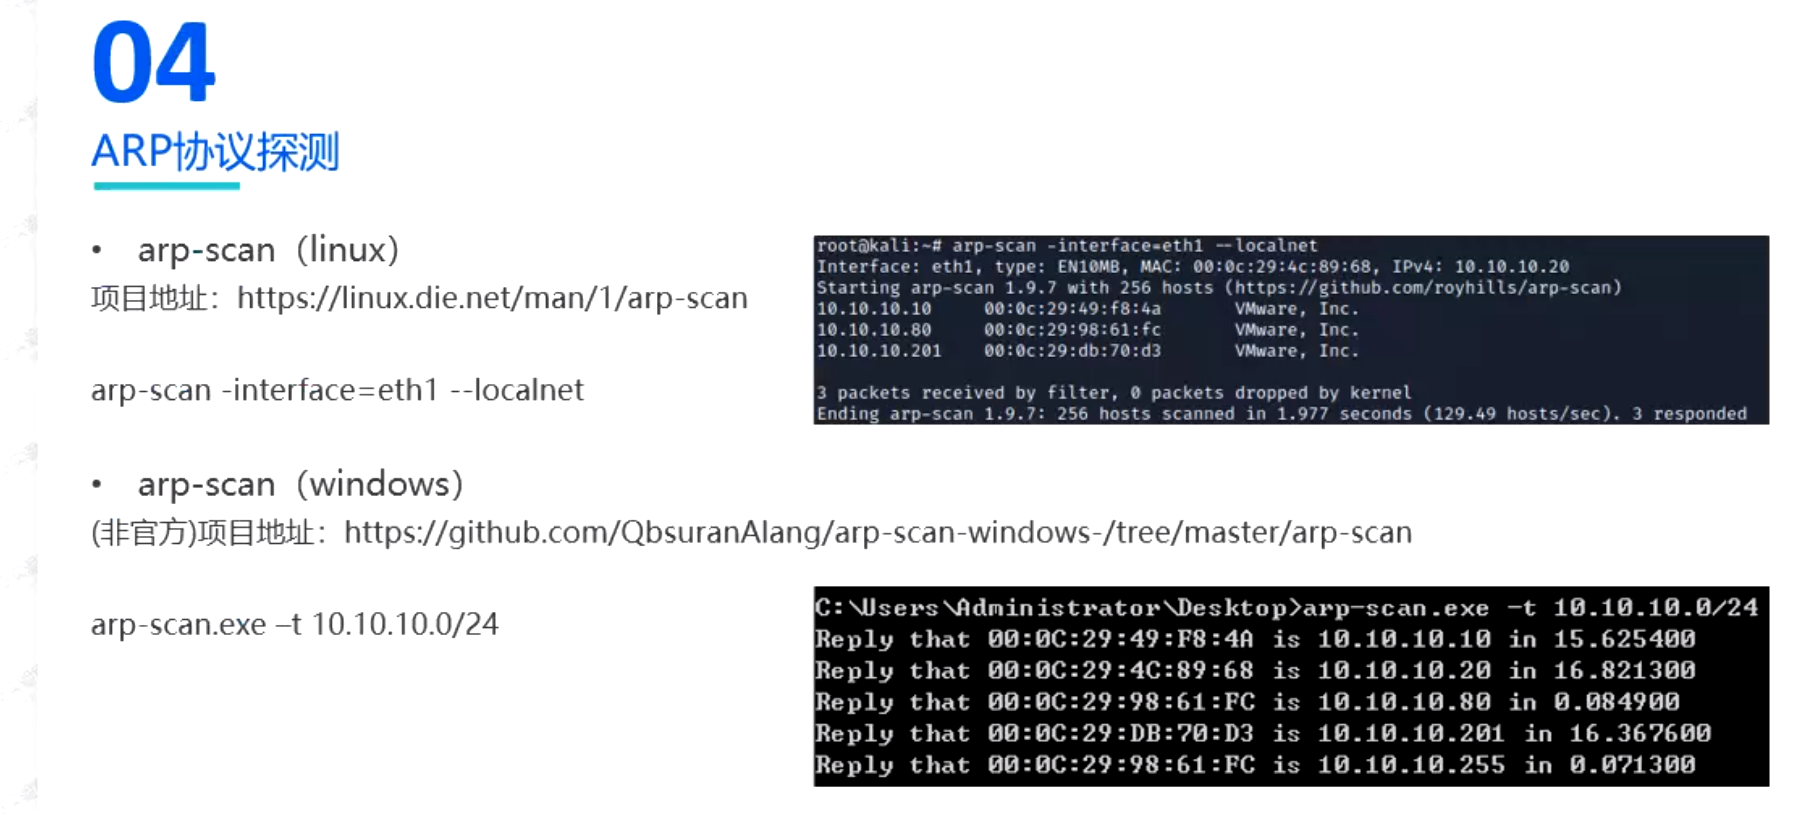 04
ARP协议探测
• arp-scan（linux）
项目地址：https://linux.die.net/man/1/arp-scan
arp-scan -interface=eth1 --localnet
root@kali:~# arp-scan -interface=eth1 --localnet
Interface: eth1, type: EN10MB, MAC: 00:0c:29:4c:89:68, IPv4: 10.10.10.20
Starting arp-scan 1.9.7 with 256 hosts (https://github.com/royhills/arp-scan)
10.10.10.10 00:0c:29:49:f8:4a VMware, Inc.
10.10.10.80 00:0c:29:98:61:fc VMware, Inc.
10.10.10.201 00:0c:29:db:70:d3 VMware, Inc.
3 packets received by filter, 0 packets dropped by kernel
Ending arp-scan 1.9.7: 256 hosts scanned in 1.977 seconds (129.49 hosts/sec). 3 responded
• arp-scan（windows）
(非官方)项目地址：https://github.com/QbsuranAlang/arp-scan-windows-/tree/master/arp-scan
arp-scan.exe –t 10.10.10.0/24
C:\Users\Administrator\Desktop>arp-scan.exe -t 10.10.10.0/24
Reply that 00:0C:29:49:F8:4A is 10.10.10.10 in 15.625400
Reply that 00:0C:29:4C:89:68 is 10.10.10.20 in 16.821300
Reply that 00:0C:29:98:61:FC is 10.10.10.80 in 0.084900
Reply that 00:0C:29:DB:70:D3 is 10.10.10.201 in 16.367600
Reply that 00:0C:29:98:61:FC is 10.10.10.255 in 0.071300